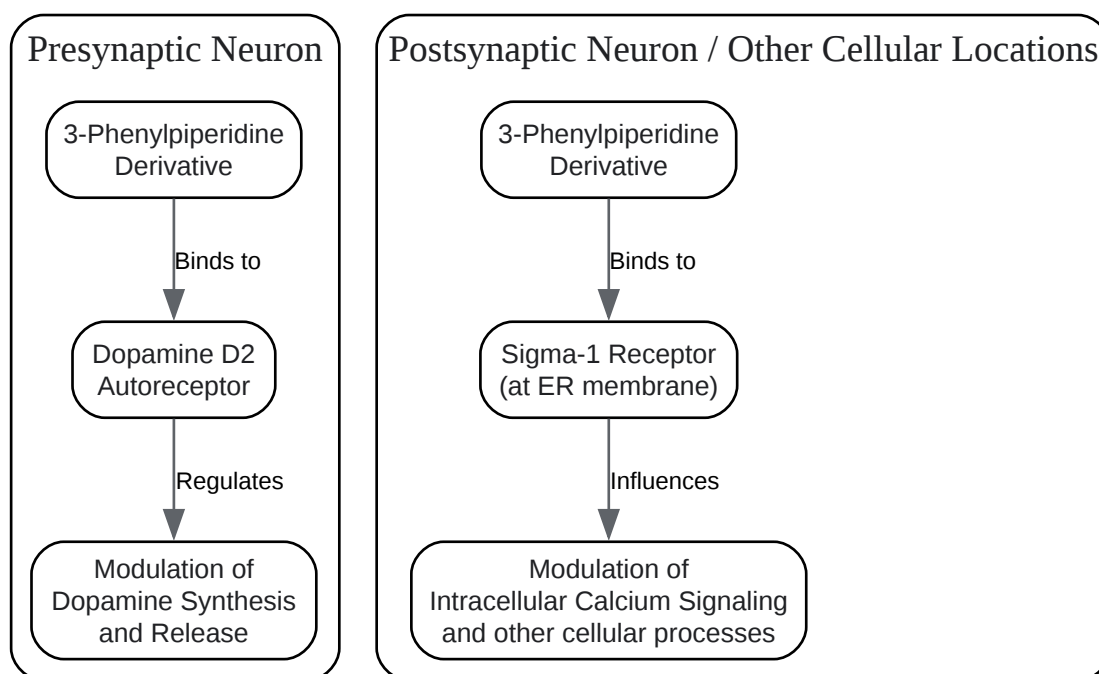 Presynaptic Neuron
3-Phenylpiperidine
Derivative
Binds to
Dopamine D2
Autoreceptor
Regulates
Modulation of
Dopamine Synthesis
and Release
Postsynaptic Neuron / Other Cellular Locations
3-Phenylpiperidine
Derivative
Binds to
Sigma-1 Receptor
(at ER membrane)
Influences
Modulation of
Intracellular Calcium Signaling
and other cellular processes